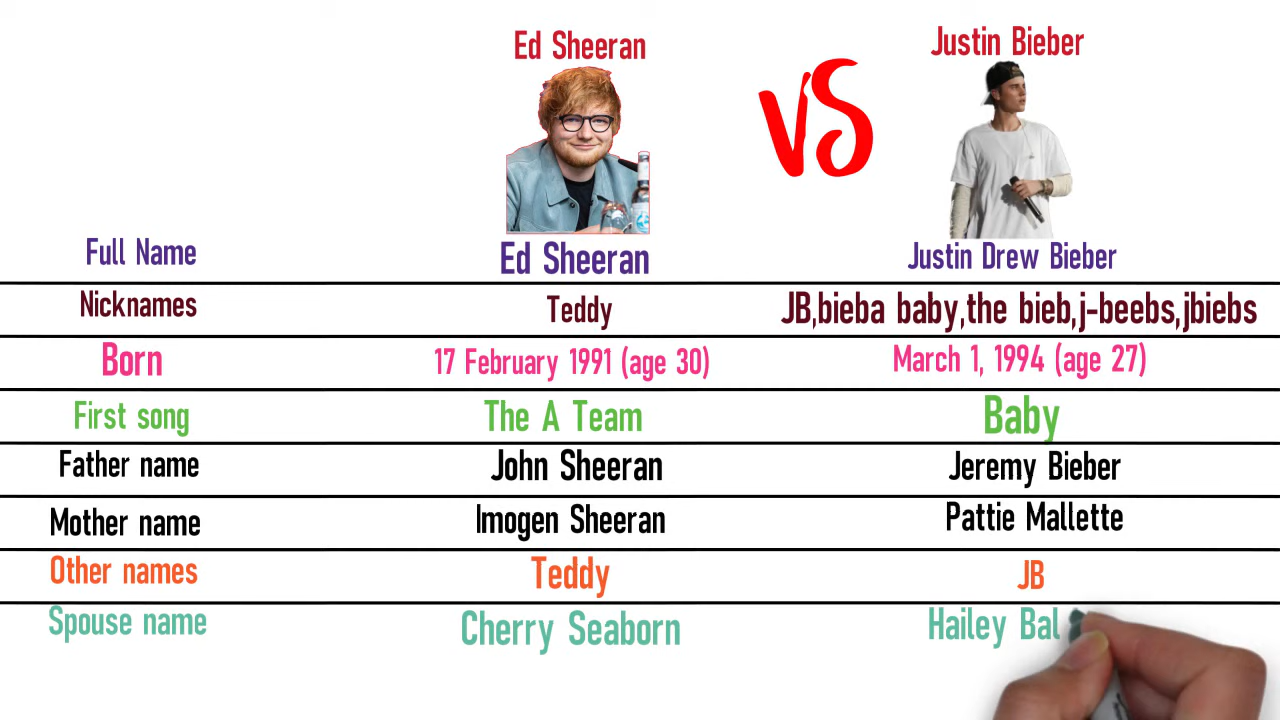 Ed Sheeran VS Justin Bieber
Full Name Ed Sheeran Justin Drew Bieber
Nicknames Teddy JB,bieba baby,the bieb,j-beebs,jbiebs
Born 17 February 1991 (age 30) March 1, 1994 (age 27)
First song The A Team Baby
Father name John Sheeran Jeremy Bieber
Mother name Imogen Sheeran Pattie Mallette
Other names Teddy JB
Spouse name Cherry Seaborn Hailey Bal